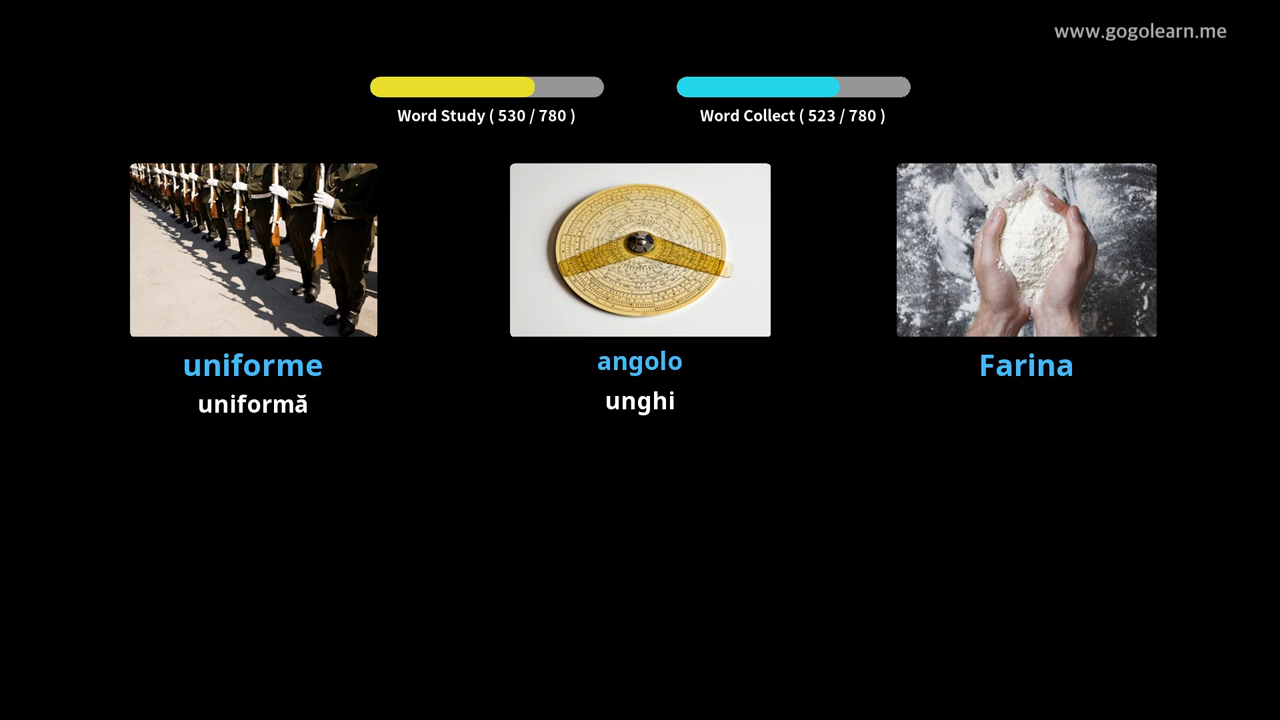 www.gogolearn.me
Word Study ( 530 / 780 )
Word Collect ( 523 / 780 )
uniforme
uniformă
angolo
unghi
Farina